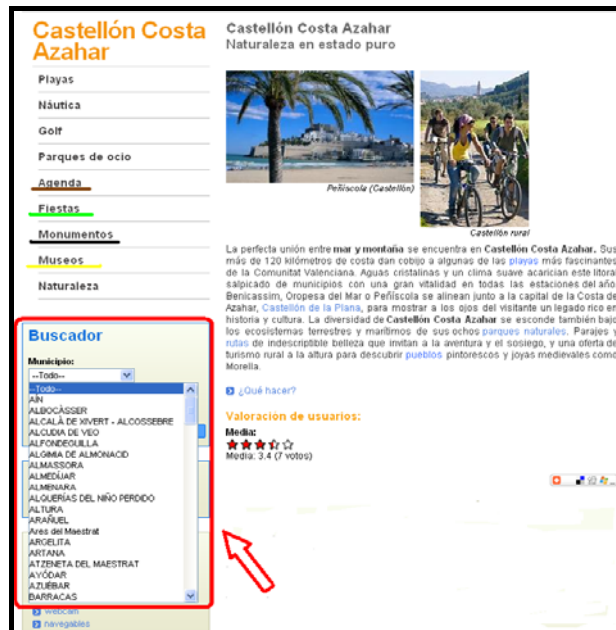 Castellón Costa
Azahar
Playas
Náutica
Golf
Parques de ocio
Agenda
Fiestas
Monumentos
Museos
Naturaleza
Buscador
Municipio:
--Todo--
--Todo--
AÍN
ALBOCÀSSER
ALCALÀ DE XIVERT - ALCOSSEBRE
ALCUDIA DE VEO
ALFONDEGUILLA
ALGIMIA DE ALMONACID
ALMASSORA
ALMEDÍJAR
ALMENARA
ALQUERÍAS DEL NIÑO PERDIDO
ALTURA
ARAÑUEL
Ares del Maestrat
ARGELITA
ARTANA
ATZENETA DEL MAESTRAT
AYÓDAR
AZUÉBAR
BARRACAS
webcam
navegables
Castellón Costa Azahar
Naturaleza en estado puro
Peñíscola (Castellón)
Castellón rural
La perfecta unión entre mar y montaña se encuentra en Castellón Costa Azahar. Sus
más de 120 kilómetros de costa dan cobijo a algunas de las playas más fascinantes
de la Comunitat Valenciana. Aguas cristalinas y un clima suave acarician este litoral
salpicado de municipios con una gran vitalidad en todas las estaciones del año.
Benicassim, Oropesa del Mar o Peñíscola se alinean junto a la capital de la Costa de
Azahar, Castellón de la Plana, para mostrar a los ojos del visitante un legado rico en
historia y cultura. La diversidad de Castellón Costa Azahar se esconde también bajo
los ecosistemas terrestres y marítimos de sus ocho parques naturales. Parajes y
rutas de indescriptible belleza que invitan a la aventura y el sosiego, y una oferta de
turismo rural a la altura para descubrir pueblos pintorescos y joyas medievales como
Morella.
¿Qué hacer?
Valoración de usuarios:
Media:
Media: 3.4 (7 votos)